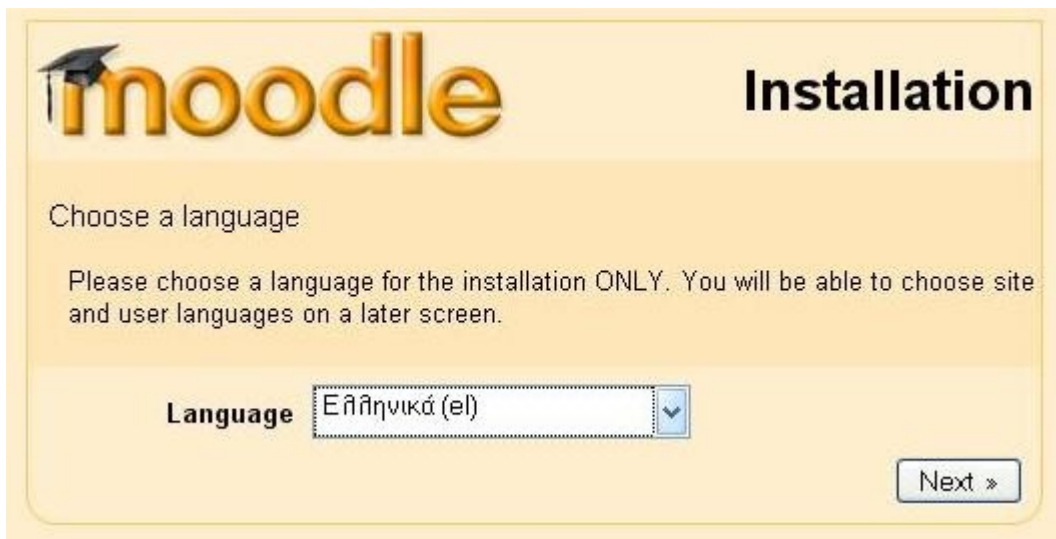 moodle
Installation
Choose a language
Please choose a language for the installation ONLY. You will be able to choose site
and user languages on a later screen.
Language Ελληνικά (el)
Next »